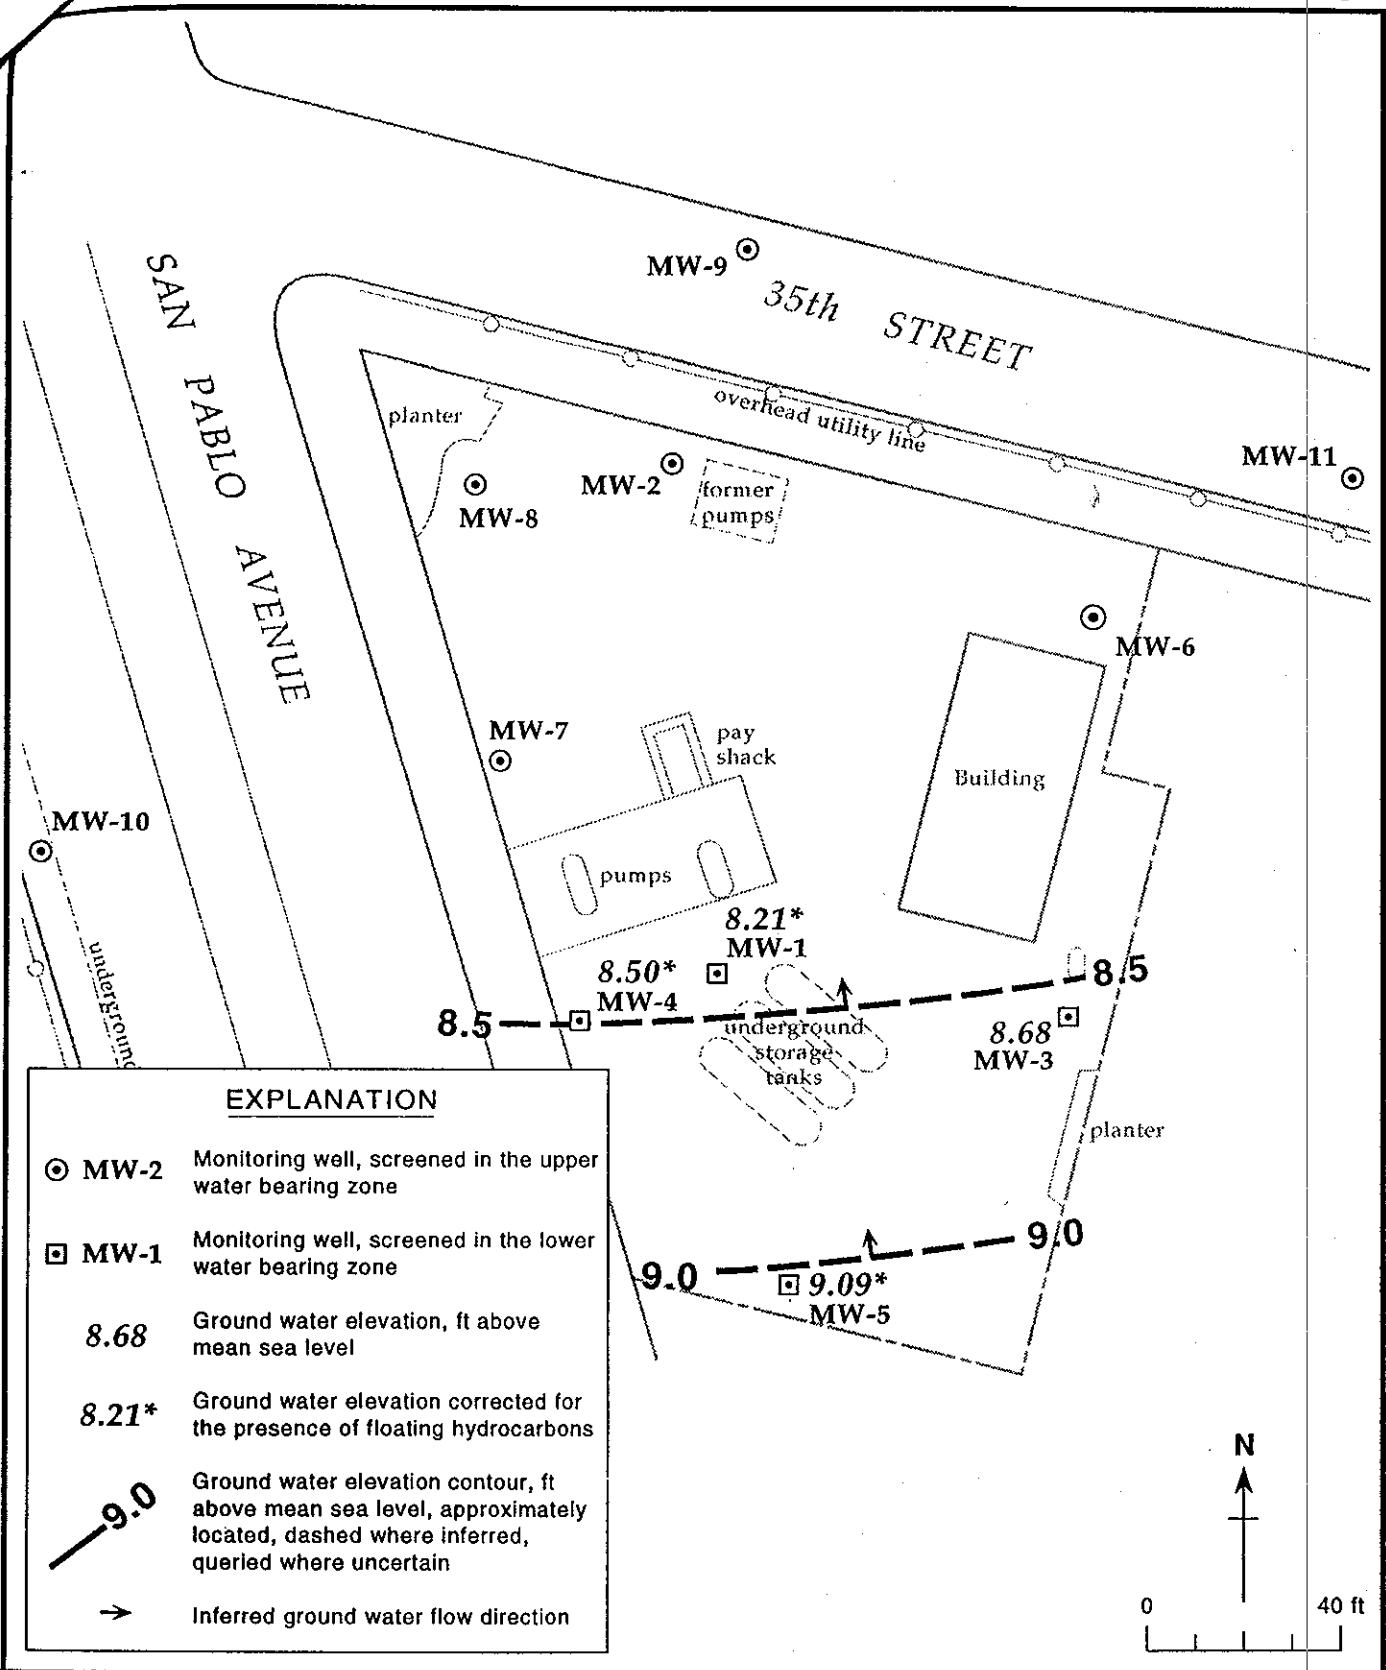 MW-9
35th STREET
SAN PABLO AVENUE
planter
overhead utility line
MW-11
MW-2
former
pumps
MW-8
MW-6
MW-7
pay
shack
Building
MW-10
pumps
8.21*
MW-1
8.50*
MW-4
8.5
8.5
underground
underground
storage
tanks
8.68
MW-3
planter
9.0
9.0
9.09*
MW-5
EXPLANATION
MW-2 Monitoring well, screened in the upper
water bearing zone
MW-1 Monitoring well, screened in the lower
water bearing zone
8.68 Ground water elevation, ft above
mean sea level
8.21* Ground water elevation corrected for
the presence of floating hydrocarbons
9.0 Ground water elevation contour, ft
above mean sea level, approximately
located, dashed where inferred,
queried where uncertain
Inferred ground water flow direction
N
0 40 ft